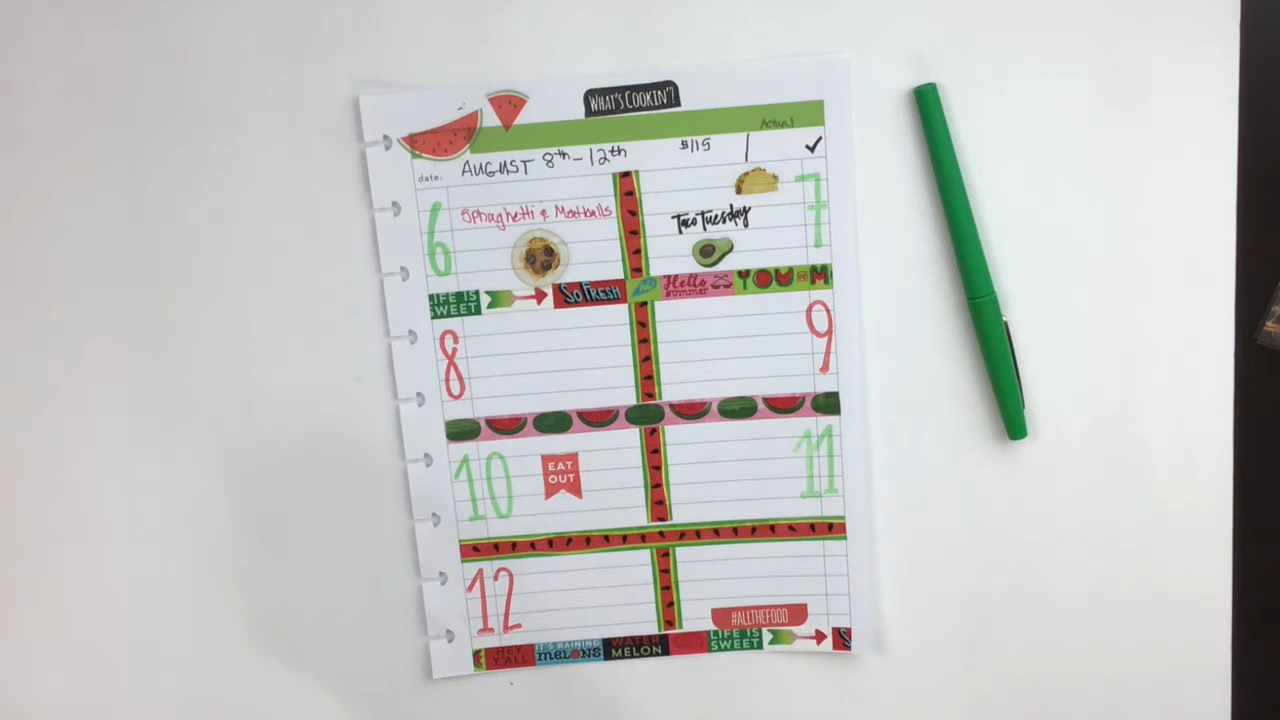 WHAT'S COOKIN'?
Actual
date: AUGUST 8th - 12th $115
6 Sphaghetti & Meatballs
Taco Tuesday 7
LIFE IS SWEET SO FRESH Hello summer YOU ME
8 9
10 EAT OUT 11
12
#ALLTHEFOOD
HEY Y'ALL IT'S RAINING melons WATER MELON LIFE IS SWEET